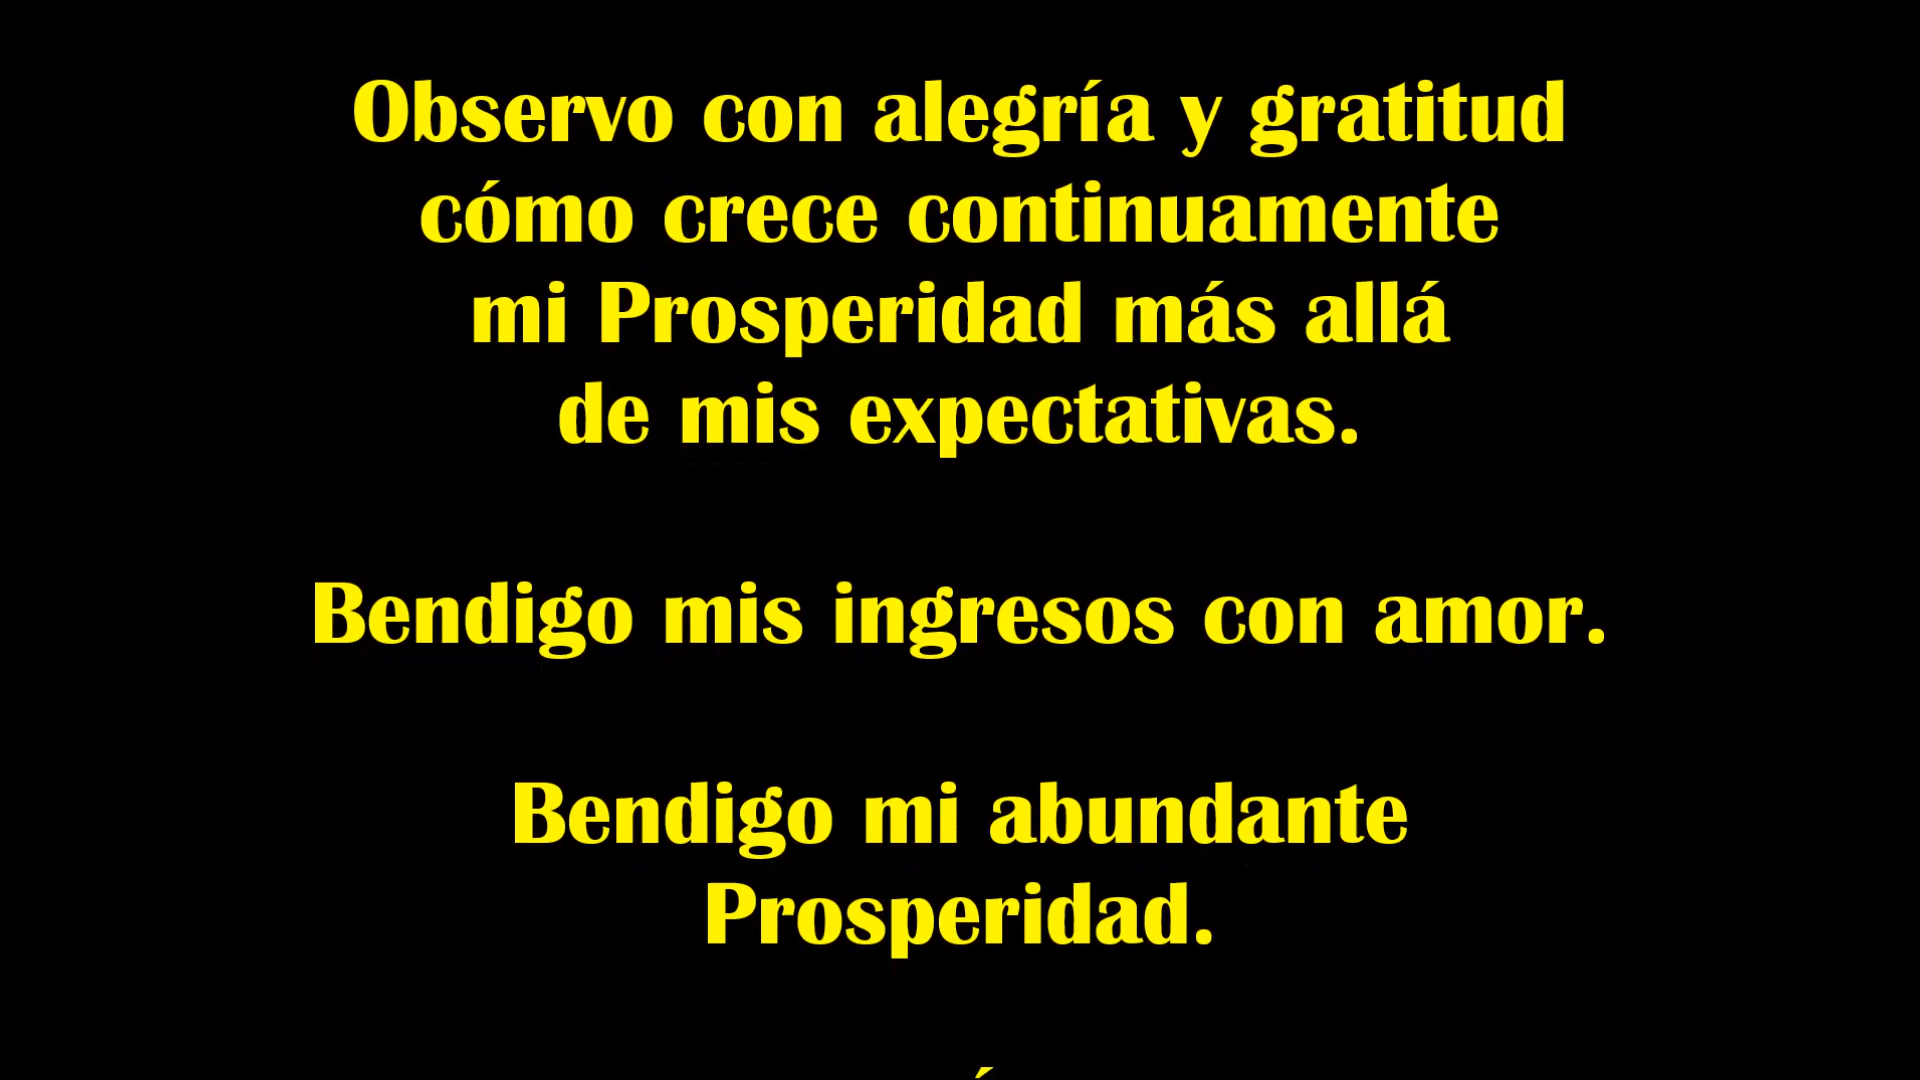 Observo con alegría y gratitud
cómo crece continuamente
mi Prosperidad más allá
de mis expectativas.
Bendigo mis ingresos con amor.
Bendigo mi abundante
Prosperidad.